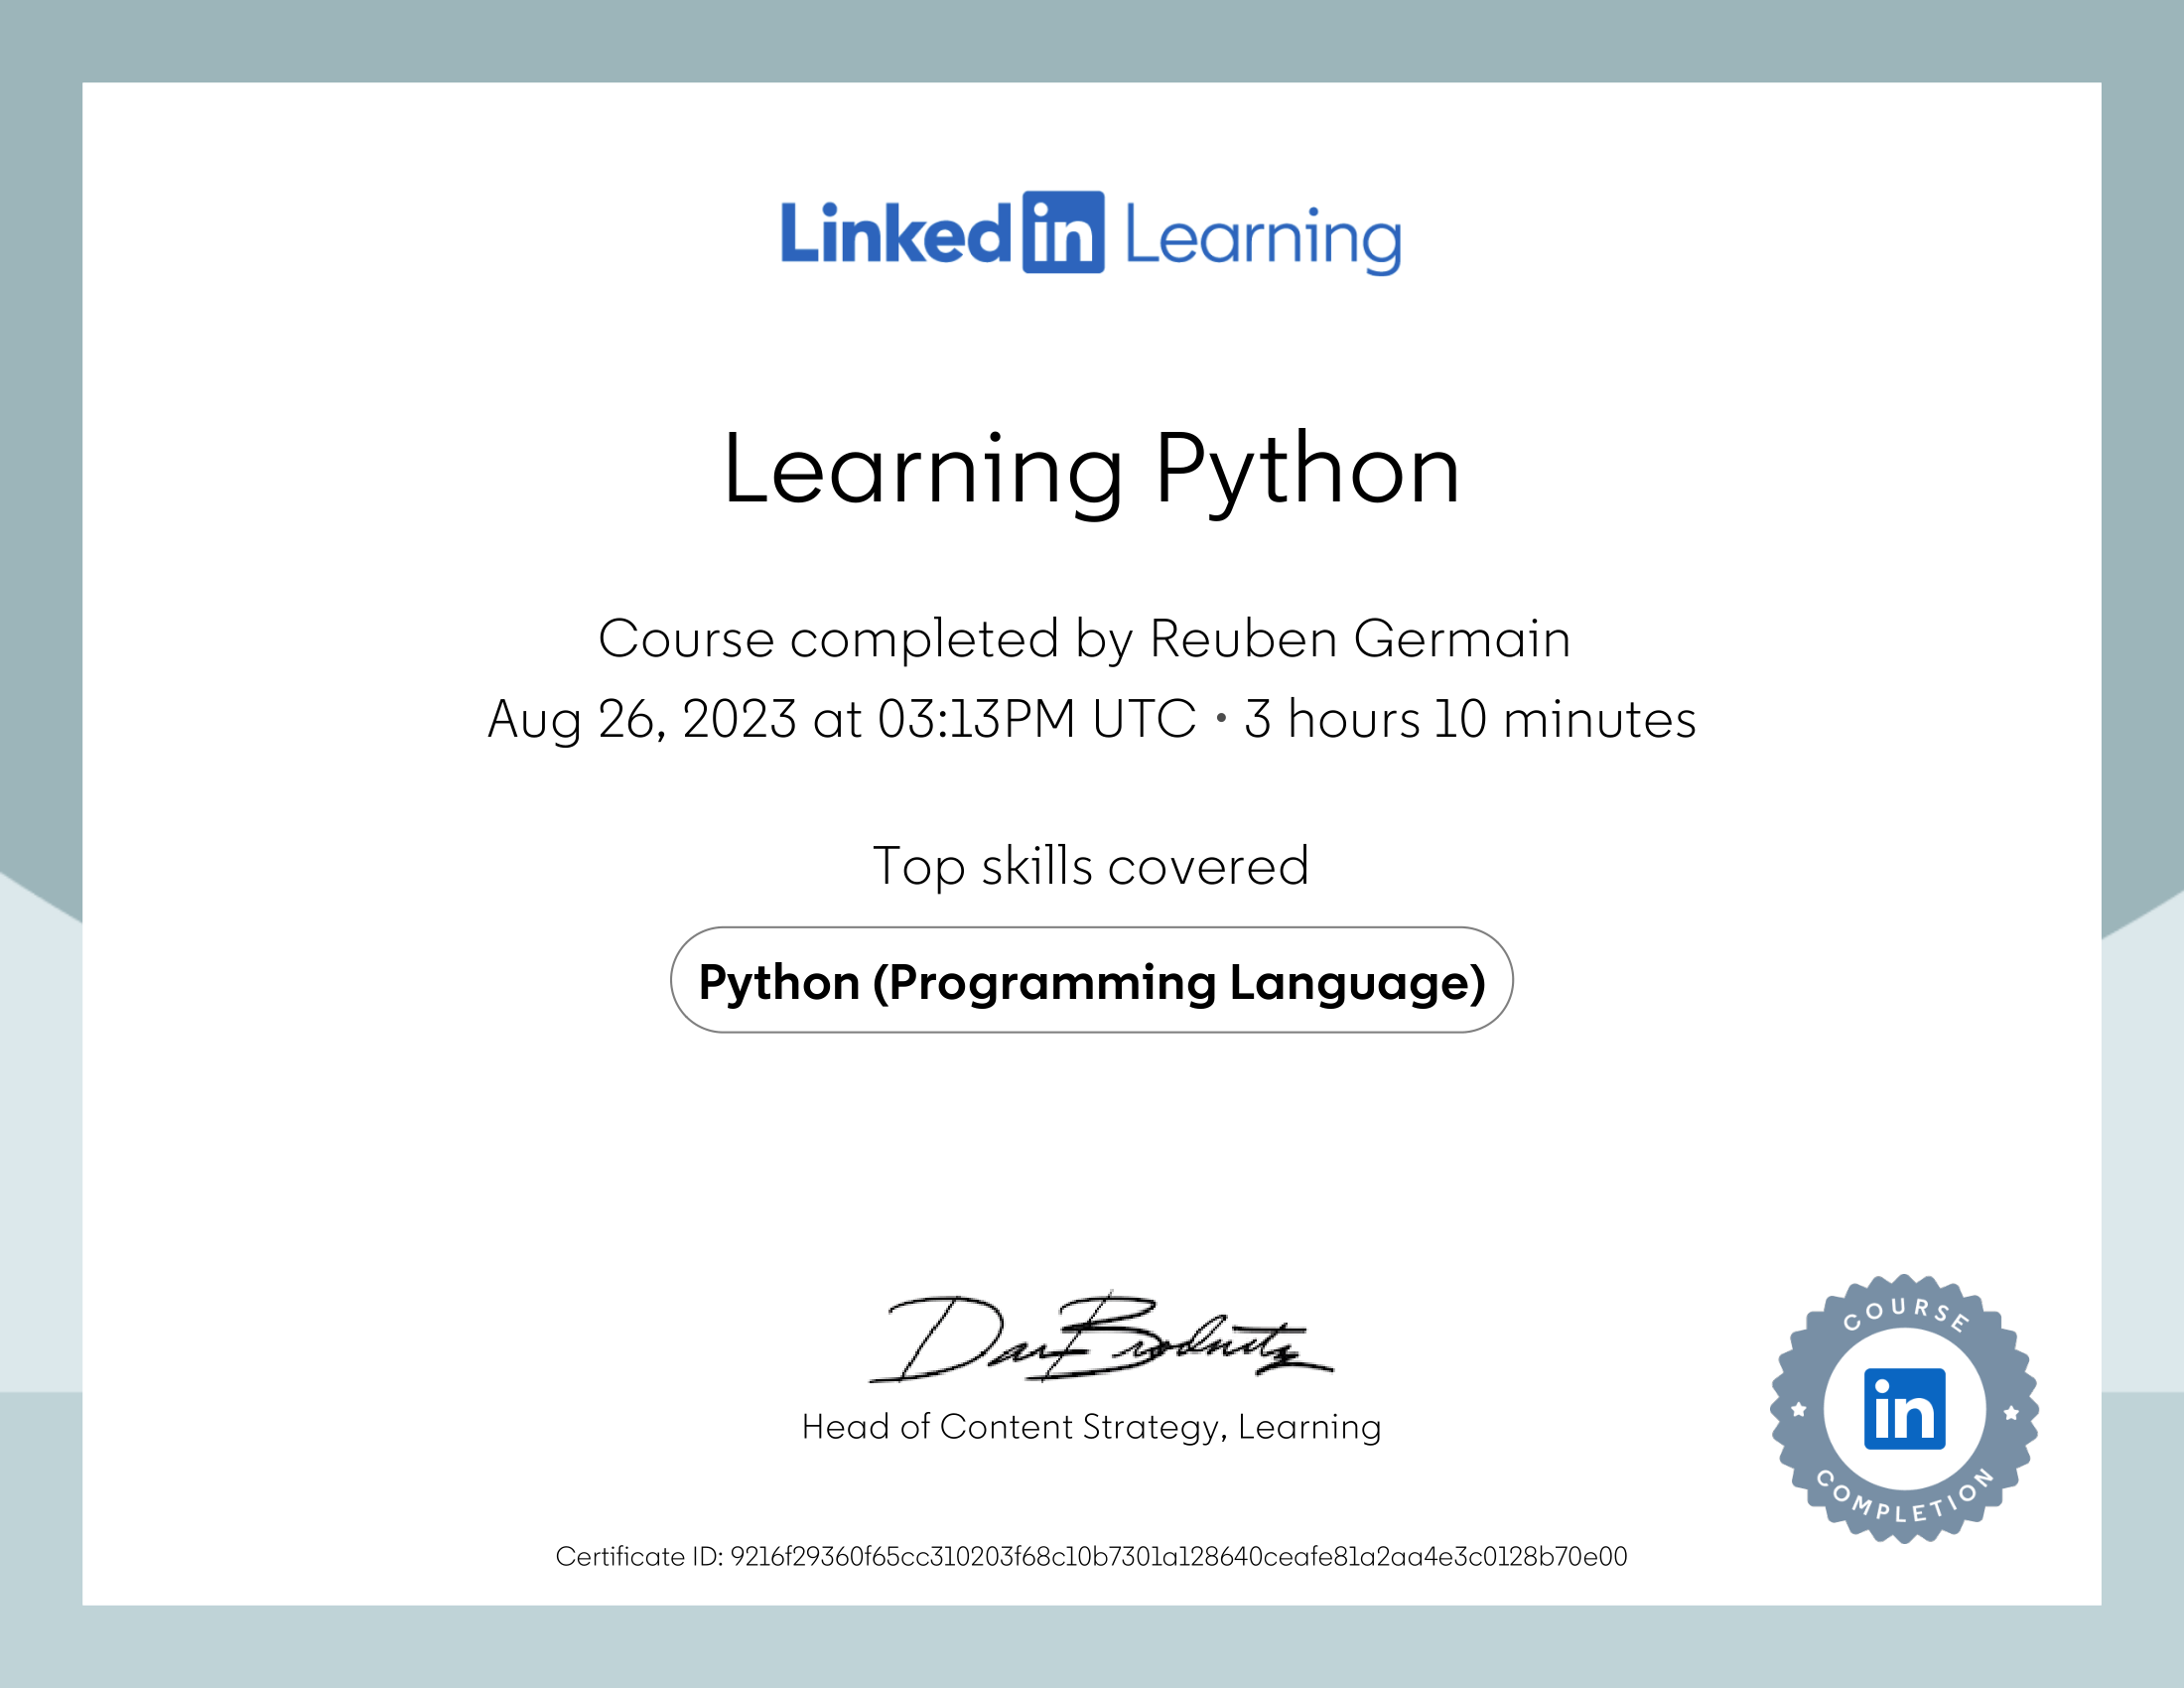 Linked in Learning
Learning Python
Course completed by Reuben Germain
Aug 26, 2023 at 03:13PM UTC • 3 hours 10 minutes
Top skills covered
Python (Programming Language)
Dan Brodnitz
Head of Content Strategy, Learning
COURSE
in
COMPLETION
Certificate ID: 9216f29360f65cc310203f68c10b7301a128640ceafe81a2aa4e3c0128b70e00